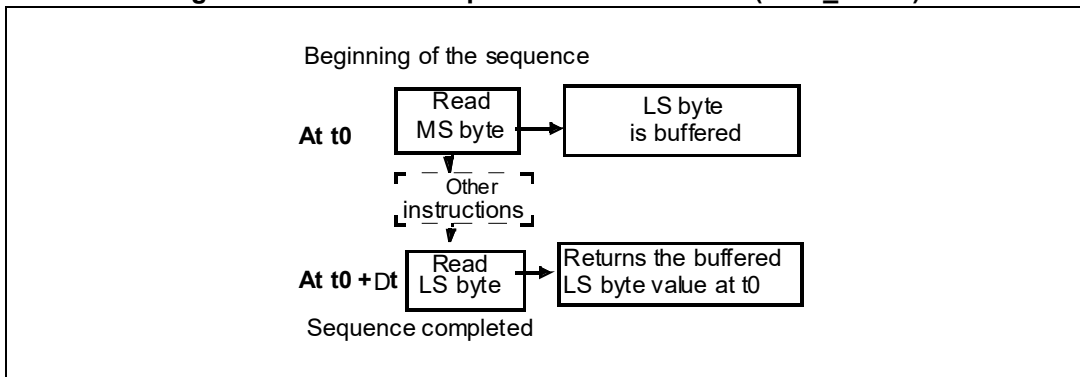 Beginning of the sequence
Read
MS byte
LS byte
is buffered
At t0
Other
instructions
At t0 +Dt
Read
LS byte
Returns the buffered
LS byte value at t0
Sequence completed